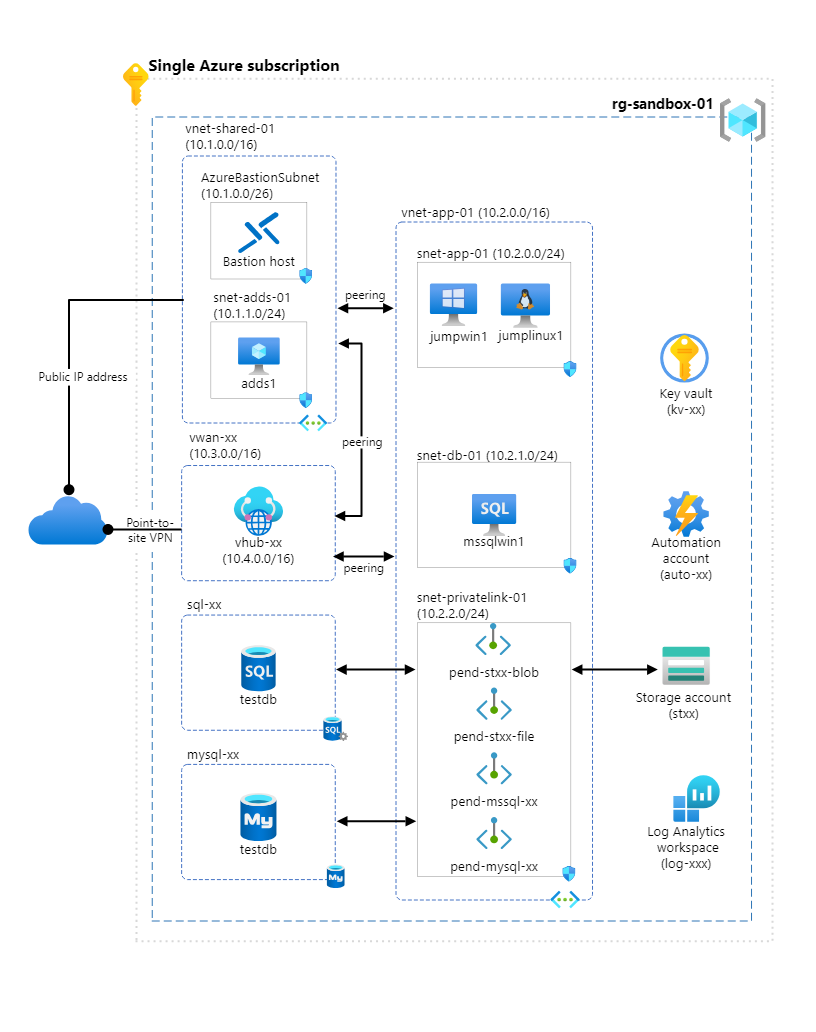 Single Azure subscription
rg-sandbox-01
vnet-shared-01
(10.1.0.0/16)
AzureBastionSubnet
(10.1.0.0/26)
Bastion host
snet-adds-01
(10.1.1.0/24)
adds1
peering
Public IP address
peering
vnet-app-01 (10.2.0.0/16)
snet-app-01 (10.2.0.0/24)
jumpwin1
jumplinux1
Key vault
(kv-xx)
vwan-xx
(10.3.0.0/16)
vhub-xx
(10.4.0.0/16)
Point-to-
site VPN
peering
snet-db-01 (10.2.1.0/24)
SQL
mssqlwin1
Automation
account
(auto-xx)
snet-privatelink-01
(10.2.2.0/24)
pend-stxx-blob
pend-stxx-file
pend-mssql-xx
pend-mysql-xx
sql-xx
SQL
testdb
SQL
Storage account
(stxx)
mysql-xx
My
testdb
My
Log Analytics
workspace
(log-xxx)